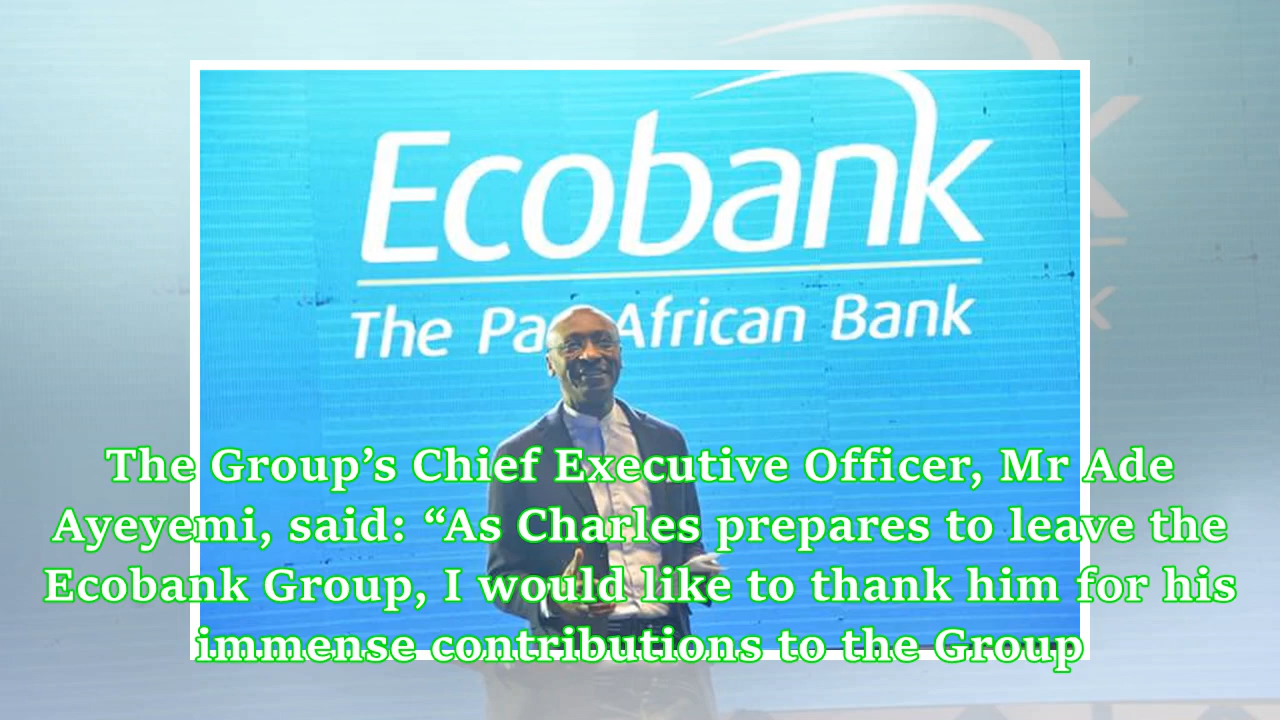 Ecobank
The Pan African Bank
The Group’s Chief Executive Officer, Mr Ade
Ayeyemi, said: “As Charles prepares to leave the
Ecobank Group, I would like to thank him for his
immense contributions to the Group